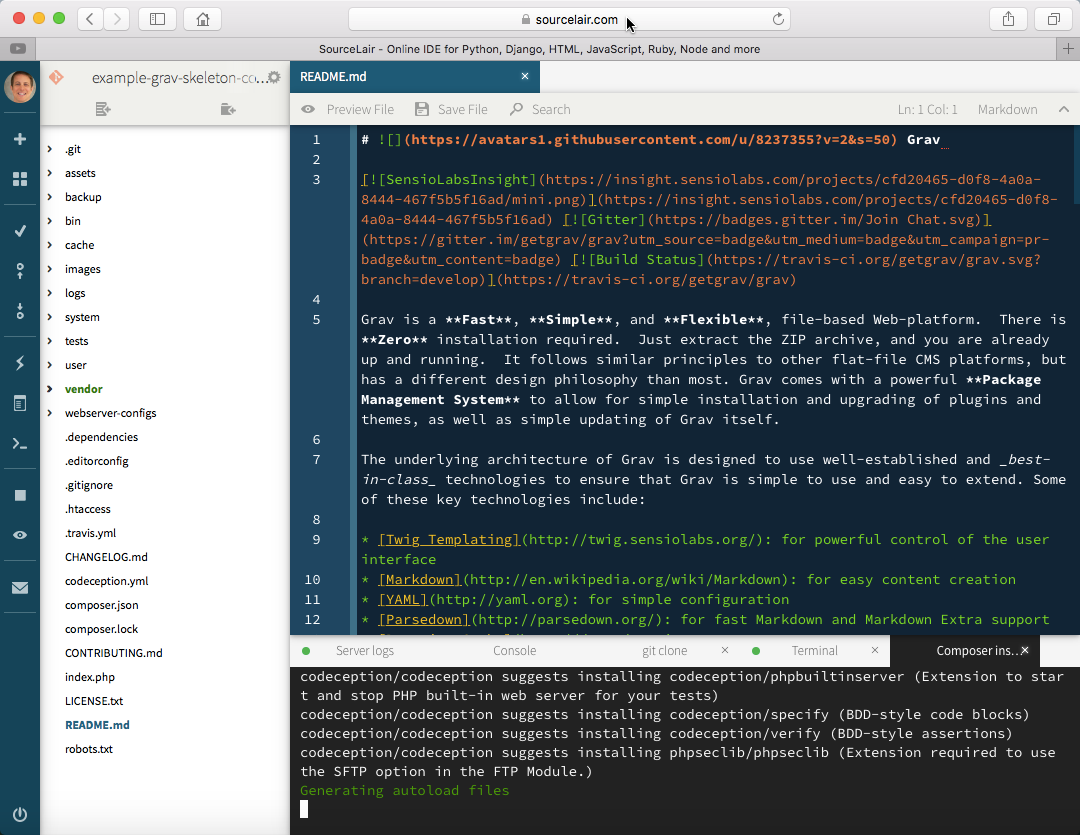 sourcelair.com
SourceLair - Online IDE for Python, Django, HTML, JavaScript, Ruby, Node and more
example-grav-skeleton-co...
.git
assets
backup
bin
cache
images
logs
system
tests
user
vendor
webserver-configs
.dependencies
.editorconfig
.gitignore
.htaccess
.travis.yml
CHANGELOG.md
codeception.yml
composer.json
composer.lock
CONTRIBUTING.md
index.php
LICENSE.txt
README.md
robots.txt
README.md ×
Preview File Save File Search Ln: 1 Col: 1 Markdown
1 # ![](https://avatars1.githubusercontent.com/u/8237355?v=2&s=50) Grav
2
3 [![SensioLabsInsight](https://insight.sensiolabs.com/projects/cfd20465-d0f8-4a0a-
8444-467f5b5f16ad/mini.png)](https://insight.sensiolabs.com/projects/cfd20465-d0f8-
4a0a-8444-467f5b5f16ad) [![Gitter](https://badges.gitter.im/Join Chat.svg)]
(https://gitter.im/getgrav/grav?utm_source=badge&utm_medium=badge&utm_campaign=pr-
badge&utm_content=badge) [![Build Status](https://travis-ci.org/getgrav/grav.svg?
branch=develop)](https://travis-ci.org/getgrav/grav)
4
5 Grav is a **Fast**, **Simple**, and **Flexible**, file-based Web-platform.  There is
**Zero** installation required.  Just extract the ZIP archive, and you are already
up and running.  It follows similar principles to other flat-file CMS platforms, but
has a different design philosophy than most. Grav comes with a powerful **Package
Management System** to allow for simple installation and upgrading of plugins and
themes, as well as simple updating of Grav itself.
6
7 The underlying architecture of Grav is designed to use well-established and _best-
in-class_ technologies to ensure that Grav is simple to use and easy to extend. Some
of these key technologies include:
8
9 * [Twig Templating](http://twig.sensiolabs.org/): for powerful control of the user
interface
10 * [Markdown](http://en.wikipedia.org/wiki/Markdown): for easy content creation
11 * [YAML](http://yaml.org): for simple configuration
12 * [Parsedown](http://parsedown.org/): for fast Markdown and Markdown Extra support
Server logs Console git clone × Terminal × Composer ins... ×
codeception/codeception suggests installing codeception/phpbuiltinserver (Extension to star
t and stop PHP built-in web server for your tests)
codeception/codeception suggests installing codeception/specify (BDD-style code blocks)
codeception/codeception suggests installing codeception/verify (BDD-style assertions)
codeception/codeception suggests installing phpseclib/phpseclib (Extension required to use
the SFTP option in the FTP Module.)
Generating autoload files